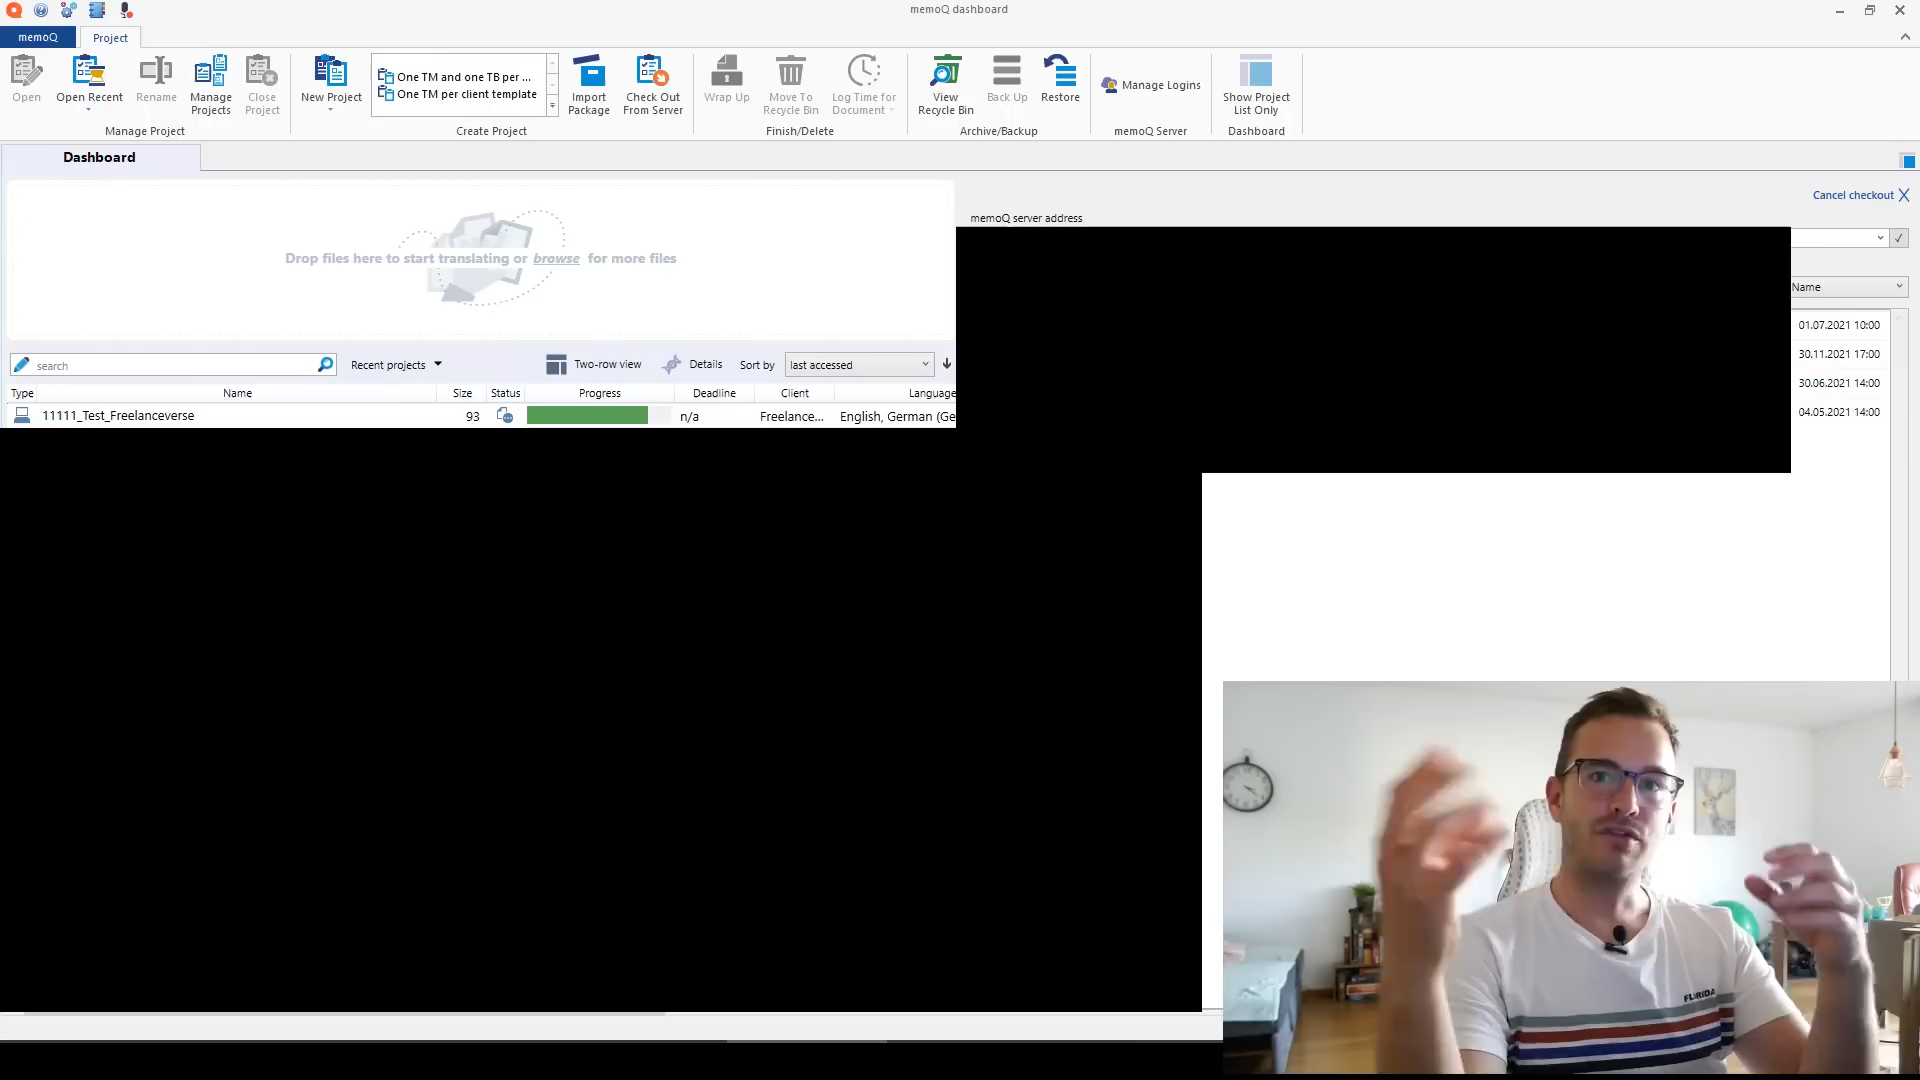 memoQ dashboard
memoQ
Project
Open
Open Recent
Rename
Manage
Projects
Close
Project
Manage Project
New Project
One TM and one TB per ...
One TM per client template
Import
Package
Check Out
From Server
Create Project
Wrap Up
Move To
Recycle Bin
Log Time for
Document
Finish/Delete
View
Recycle Bin
Back Up
Restore
Archive/Backup
Manage Logins
memoQ Server
Show Project
List Only
Dashboard
Dashboard
Cancel checkout
memoQ server address
Drop files here to start translating or browse for more files
Name
01.07.2021 10:00
30.11.2021 17:00
30.06.2021 14:00
04.05.2021 14:00
search
Recent projects
Two-row view
Details
Sort by
last accessed
Type Name Size Status Progress Deadline Client Language
11111_Test_Freelanceverse 93 n/a Freelance... English, German (Ge
FLORIDA